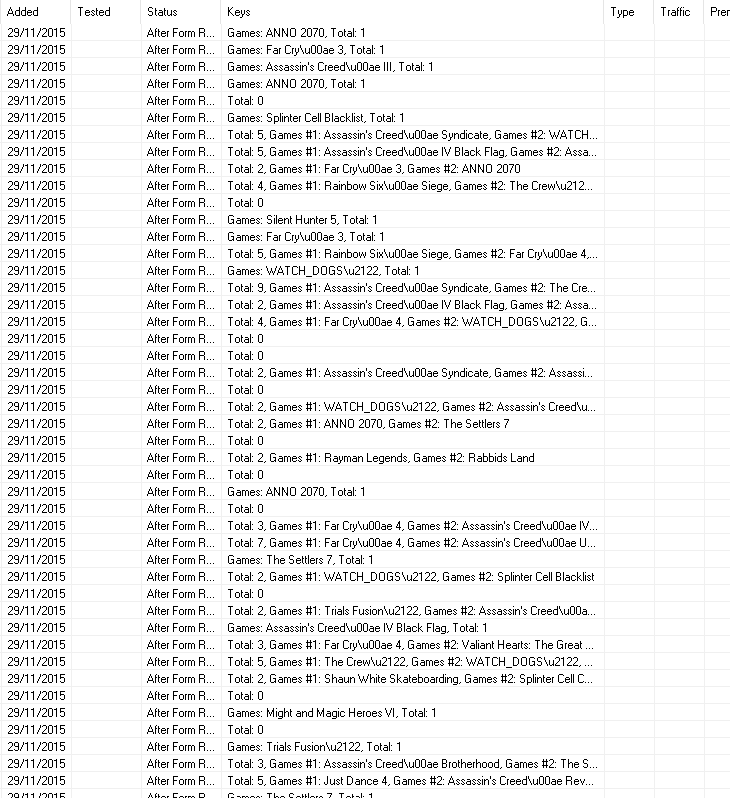 Added Tested Status Keys Type Traffic Prer
29/11/2015 After Form R... Games: ANNO 2070, Total: 1
29/11/2015 After Form R... Games: Far Cry\u00ae 3, Total: 1
29/11/2015 After Form R... Games: Assassin's Creed\u00ae III, Total: 1
29/11/2015 After Form R... Games: ANNO 2070, Total: 1
29/11/2015 After Form R... Total: 0
29/11/2015 After Form R... Games: Splinter Cell Blacklist, Total: 1
29/11/2015 After Form R... Total: 5, Games #1: Assassin's Creed\u00ae Syndicate, Games #2: WATCH...
29/11/2015 After Form R... Total: 5, Games #1: Assassin's Creed\u00ae IV Black Flag, Games #2: Assa...
29/11/2015 After Form R... Total: 2, Games #1: Far Cry\u00ae 3, Games #2: ANNO 2070
29/11/2015 After Form R... Total: 4, Games #1: Rainbow Six\u00ae Siege, Games #2: The Crew\u212...
29/11/2015 After Form R... Total: 0
29/11/2015 After Form R... Games: Silent Hunter 5, Total: 1
29/11/2015 After Form R... Games: Far Cry\u00ae 3, Total: 1
29/11/2015 After Form R... Total: 5, Games #1: Rainbow Six\u00ae Siege, Games #2: Far Cry\u00ae 4,...
29/11/2015 After Form R... Games: WATCH_DOGS\u2122, Total: 1
29/11/2015 After Form R... Total: 9, Games #1: Assassin's Creed\u00ae Syndicate, Games #2: The Cre...
29/11/2015 After Form R... Total: 2, Games #1: Assassin's Creed\u00ae IV Black Flag, Games #2: Assa...
29/11/2015 After Form R... Total: 4, Games #1: Far Cry\u00ae 4, Games #2: WATCH_DOGS\u2122, G...
29/11/2015 After Form R... Total: 0
29/11/2015 After Form R... Total: 0
29/11/2015 After Form R... Total: 2, Games #1: Assassin's Creed\u00ae Syndicate, Games #2: Assassi...
29/11/2015 After Form R... Total: 0
29/11/2015 After Form R... Total: 2, Games #1: WATCH_DOGS\u2122, Games #2: Assassin's Creed\u...
29/11/2015 After Form R... Total: 2, Games #1: ANNO 2070, Games #2: The Settlers 7
29/11/2015 After Form R... Total: 0
29/11/2015 After Form R... Total: 2, Games #1: Rayman Legends, Games #2: Rabbids Land
29/11/2015 After Form R... Total: 0
29/11/2015 After Form R... Games: ANNO 2070, Total: 1
29/11/2015 After Form R... Total: 0
29/11/2015 After Form R... Total: 3, Games #1: Far Cry\u00ae 4, Games #2: Assassin's Creed\u00ae IV...
29/11/2015 After Form R... Total: 7, Games #1: Far Cry\u00ae 4, Games #2: Assassin's Creed\u00ae U...
29/11/2015 After Form R... Games: The Settlers 7, Total: 1
29/11/2015 After Form R... Total: 2, Games #1: WATCH_DOGS\u2122, Games #2: Splinter Cell Blacklist
29/11/2015 After Form R... Total: 0
29/11/2015 After Form R... Total: 2, Games #1: Trials Fusion\u2122, Games #2: Assassin's Creed\u00a...
29/11/2015 After Form R... Games: Assassin's Creed\u00ae IV Black Flag, Total: 1
29/11/2015 After Form R... Total: 3, Games #1: Far Cry\u00ae 4, Games #2: Valiant Hearts: The Great ...
29/11/2015 After Form R... Total: 5, Games #1: The Crew\u2122, Games #2: WATCH_DOGS\u2122, ...
29/11/2015 After Form R... Total: 2, Games #1: Shaun White Skateboarding, Games #2: Splinter Cell C...
29/11/2015 After Form R... Total: 0
29/11/2015 After Form R... Games: Might and Magic Heroes VI, Total: 1
29/11/2015 After Form R... Total: 0
29/11/2015 After Form R... Games: Trials Fusion\u2122, Total: 1
29/11/2015 After Form R... Total: 3, Games #1: Assassin's Creed\u00ae Brotherhood, Games #2: The S...
29/11/2015 After Form R... Total: 5, Games #1: Just Dance 4, Games #2: Assassin's Creed\u00ae Rev...
29/11/2015 After Form R... Games: The Settlers 7, Total: 1